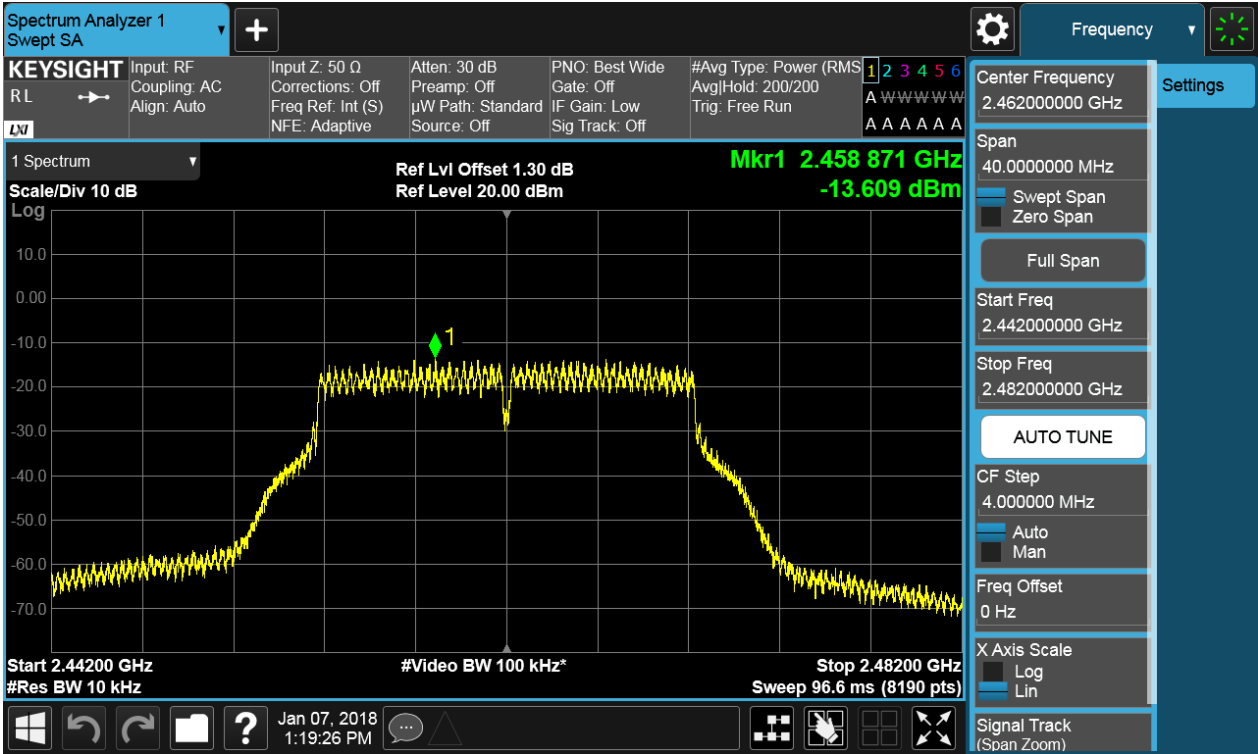 Spectrum Analyzer 1
Swept SA
Frequency
KEYSIGHT
R L
LXI
Input: RF
Coupling: AC
Align: Auto
Input Z: 50 Ω
Corrections: Off
Freq Ref: Int (S)
NFE: Adaptive
Atten: 30 dB
Preamp: Off
µW Path: Standard
Source: Off
PNO: Best Wide
Gate: Off
IF Gain: Low
Sig Track: Off
#Avg Type: Power (RMS
Avg|Hold: 200/200
Trig: Free Run
1 2 3 4 5 6
A W W W W W
A A A A A A
1 Spectrum
Scale/Div 10 dB
Log
Ref Lvl Offset 1.30 dB
Ref Level 20.00 dBm
Mkr1 2.458 871 GHz
-13.609 dBm
10.0
0.00
-10.0
-20.0
-30.0
-40.0
-50.0
-60.0
-70.0
1
Start 2.44200 GHz
#Res BW 10 kHz
#Video BW 100 kHz*
Stop 2.48200 GHz
Sweep 96.6 ms (8190 pts)
Center Frequency
2.462000000 GHz
Span
40.0000000 MHz
Swept Span
Zero Span
Full Span
Start Freq
2.442000000 GHz
Stop Freq
2.482000000 GHz
AUTO TUNE
CF Step
4.000000 MHz
Auto
Man
Freq Offset
0 Hz
X Axis Scale
Log
Lin
Signal Track
(Span Zoom)
Settings
?
Jan 07, 2018
1:19:26 PM